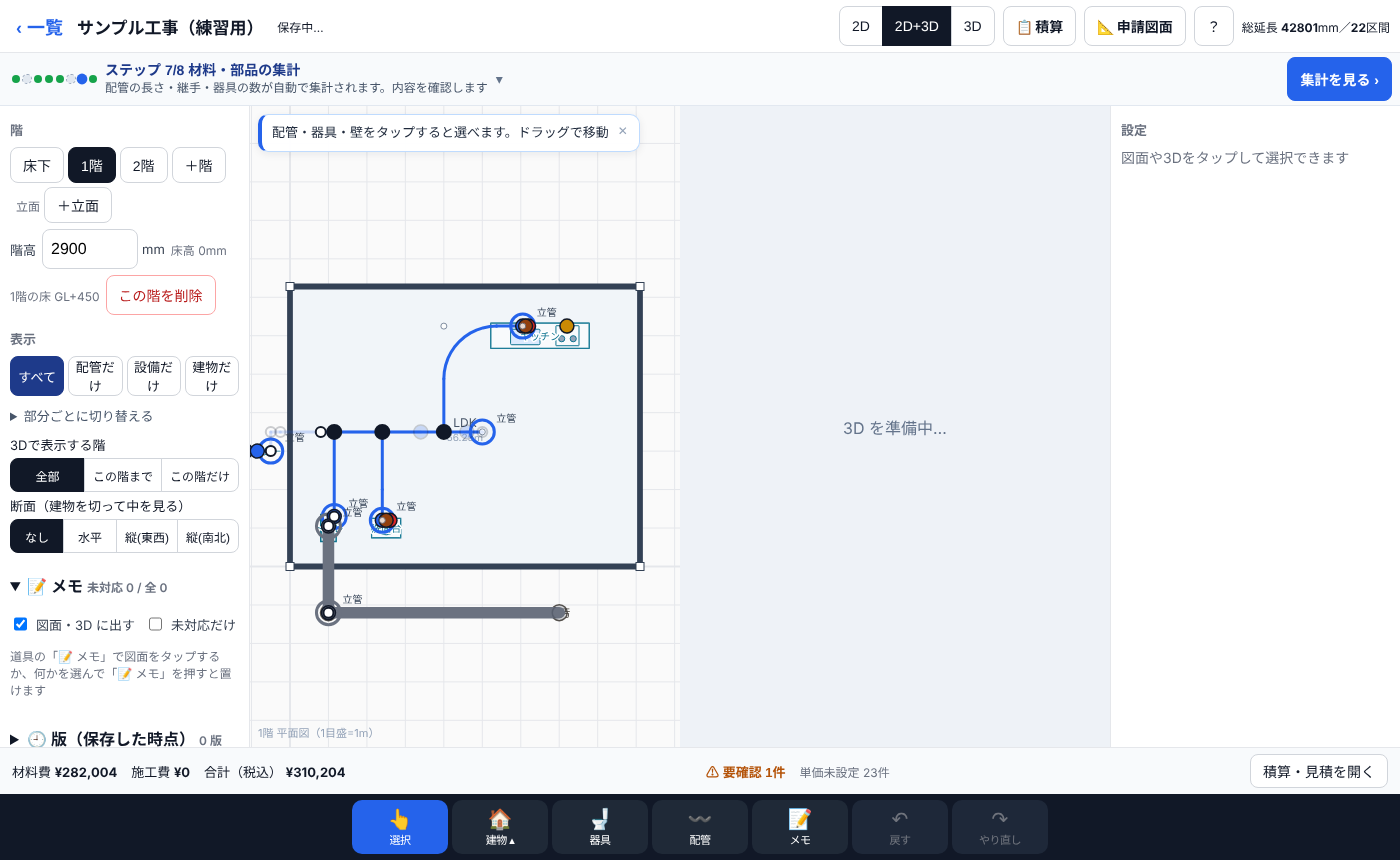 ‹ 一覧 サンプル工事（練習用） 保存中...
2D 2D+3D 3D 📋 積算 📐 申請図面 ? 総延長 42801mm／22区間
ステップ 7/8 材料・部品の集計
配管の長さ・継手・器具の数が自動で集計されます。内容を確認します ▼
集計を見る ›
階
床下 1階 2階 ＋階
立面 ＋立面
階高 2900 mm 床高 0mm
1階の床 GL+450 この階を削除
表示
すべて 配管だけ 設備だけ 建物だけ
▶ 部分ごとに切り替える
3Dで表示する階
全部 この階まで この階だけ
断面（建物を切って中を見る）
なし 水平 縦(東西) 縦(南北)
▼ 📝 メモ 未対応 0 / 全 0
図面・3D に出す 未対応だけ
道具の「📝 メモ」で図面をタップする
か、何かを選んで「📝 メモ」を押すと置
けます
▶ 🕘 版（保存した時点） 0 版
配管・器具・壁をタップすると選べます。ドラッグで移動 ×
立管
立管
LDK
立管
立管
立管
立管
立管
1階 平面図（1目盛=1m）
3D を準備中...
設定
図面や3Dをタップして選択できます
材料費 ¥282,004 施工費 ¥0 合計（税込） ¥310,204
⚠ 要確認 1件 単価未設定 23件
積算・見積を開く
選択 建物▲ 器具 配管 メモ 戻す やり直し